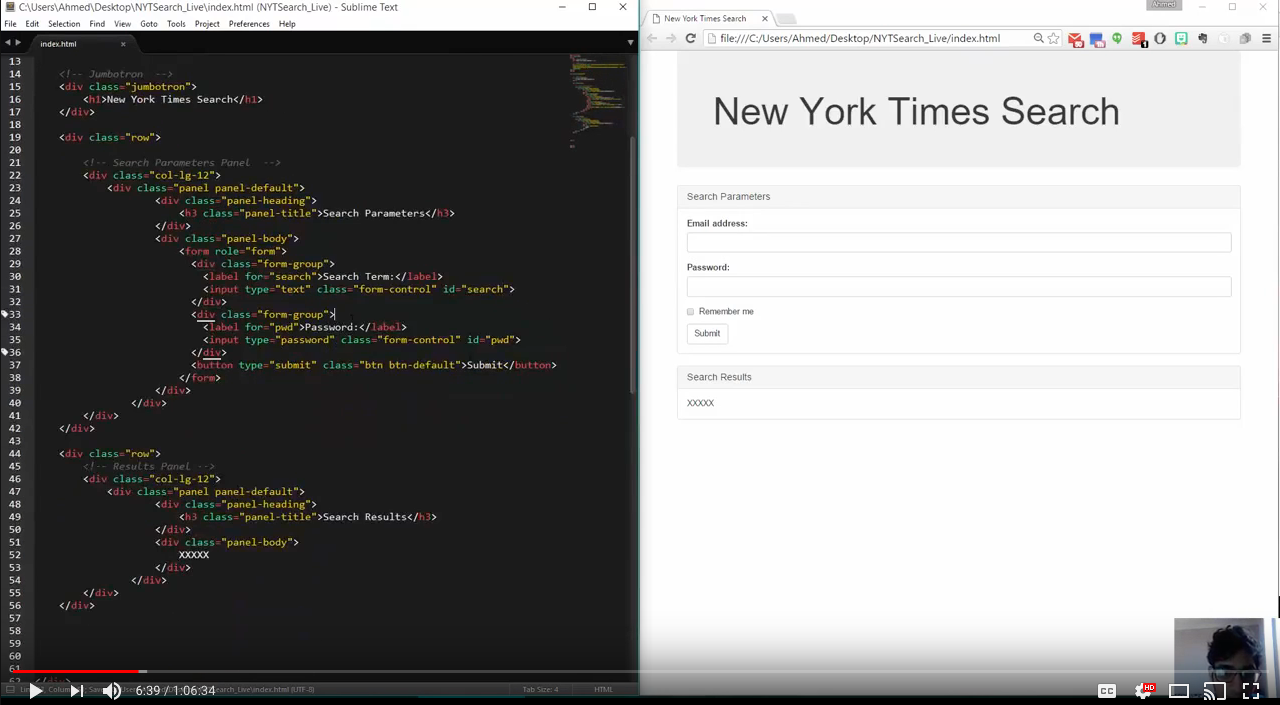 C:\Users\Ahmed\Desktop\NYTSearch_Live\index.html (NYTSearch_Live) - Sublime Text
File Edit Selection Find View Goto Tools Project Preferences Help
index.html
13
14 <!-- Jumbotron -->
15 <div class="jumbotron">
16 <h1>New York Times Search</h1>
17 </div>
18
19 <div class="row">
20
21 <!-- Search Parameters Panel -->
22 <div class="col-lg-12">
23 <div class="panel panel-default">
24 <div class="panel-heading">
25 <h3 class="panel-title">Search Parameters</h3>
26 </div>
27 <div class="panel-body">
28 <form role="form">
29 <div class="form-group">
30 <label for="search">Search Term:</label>
31 <input type="text" class="form-control" id="search">
32 </div>
33 <div class="form-group">
34 <label for="pwd">Password:</label>
35 <input type="password" class="form-control" id="pwd">
36 </div>
37 <button type="submit" class="btn btn-default">Submit</button>
38 </form>
39 </div>
40 </div>
41 </div>
42 </div>
43
44 <div class="row">
45 <!-- Results Panel -->
46 <div class="col-lg-12">
47 <div class="panel panel-default">
48 <div class="panel-heading">
49 <h3 class="panel-title">Search Results</h3>
50 </div>
51 <div class="panel-body">
52 XXXXX
53 </div>
54 </div>
55 </div>
56 </div>
57
58
59
60
61
Tab Size: 4 HTML
6:39 / 1:06:34
CC HD
Ahmed
New York Times Search
file:///C:/Users/Ahmed/Desktop/NYTSearch_Live/index.html
New York Times Search
Search Parameters
Email address:
Password:
Remember me
Submit
Search Results
XXXXX